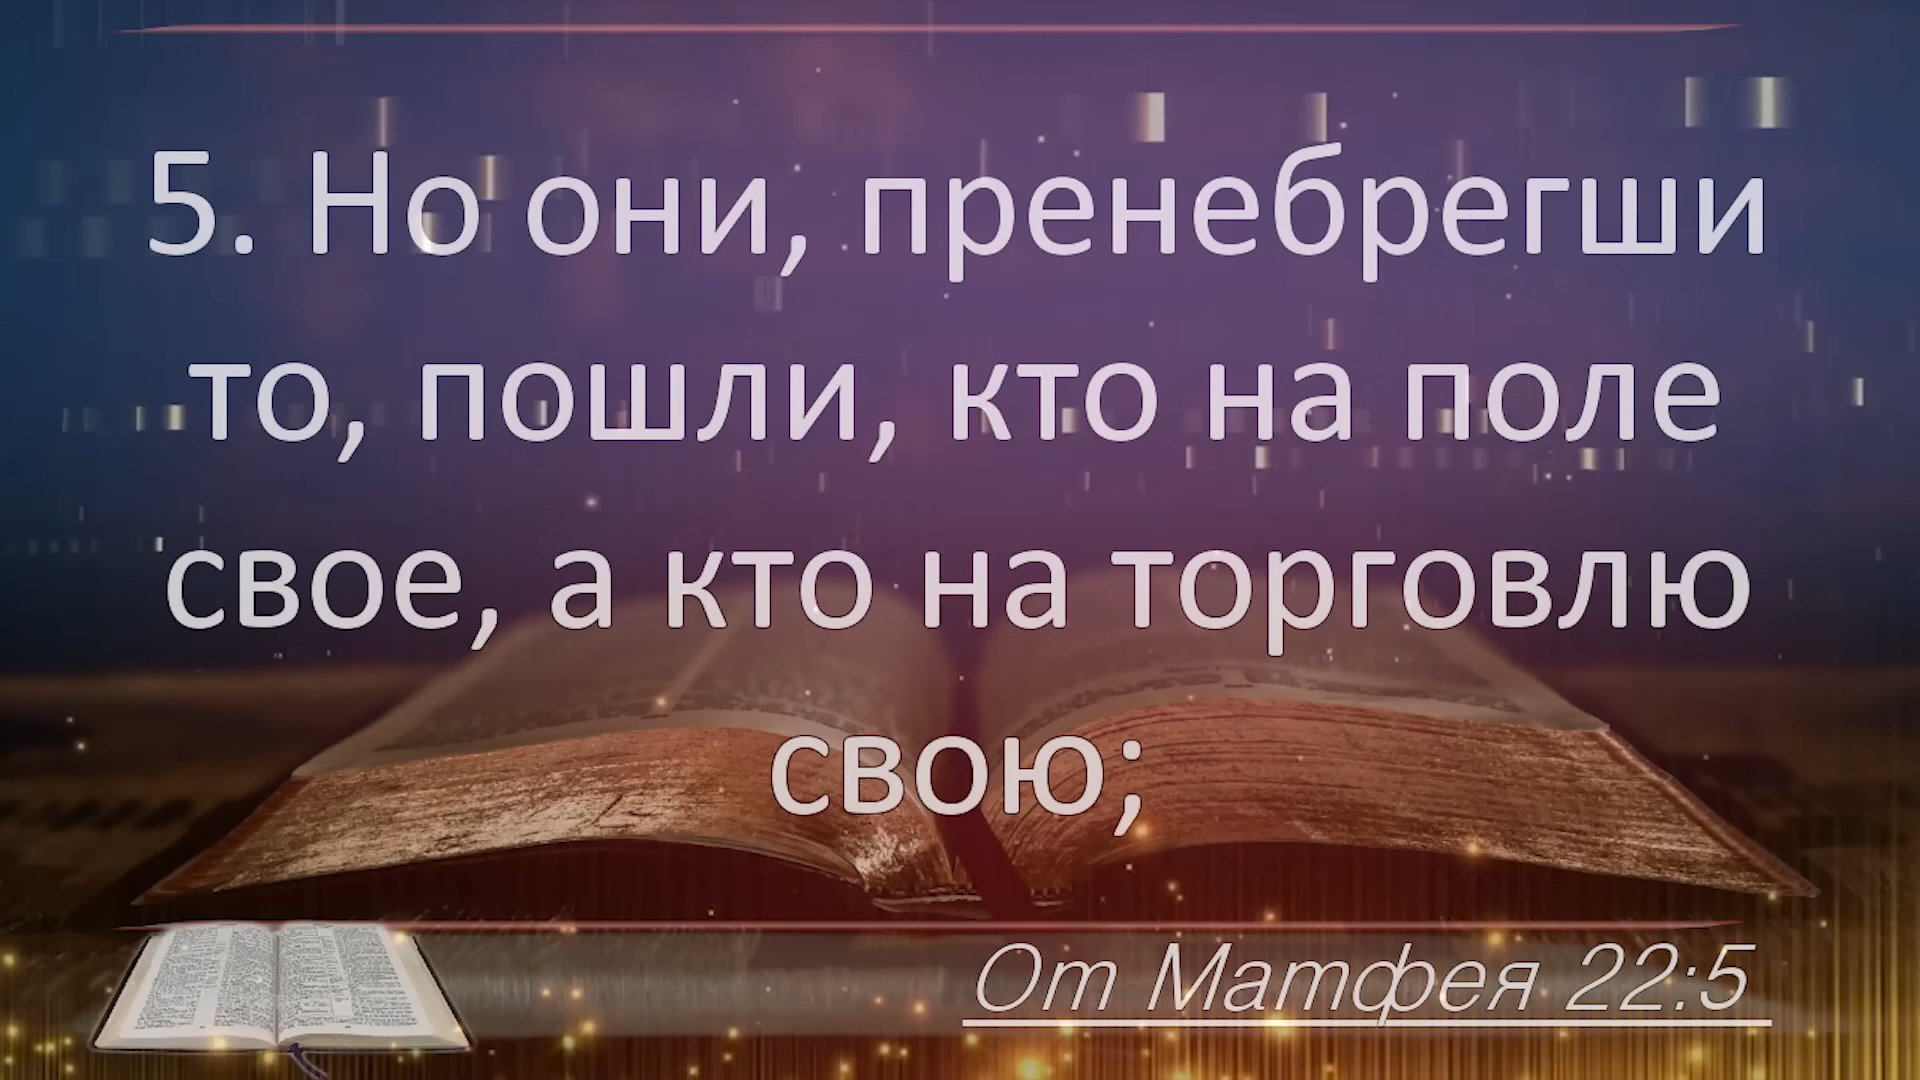 5. Но они, пренебрегши
то, пошли, кто на поле
свое, а кто на торговлю
свою;
От Матфея 22:5